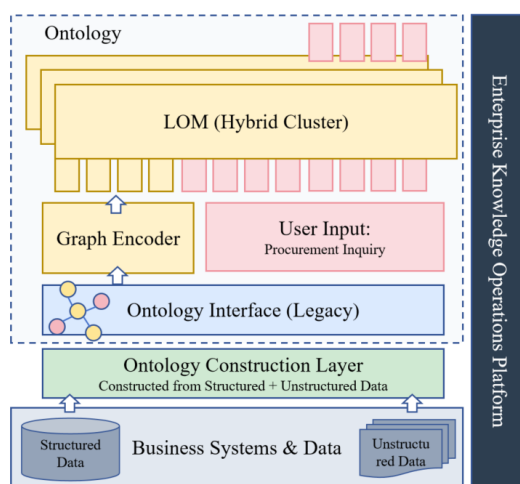 Ontology
LOM (Hybrid Cluster)
Graph Encoder
User Input:
Procurement Inquiry
Ontology Interface (Legacy)
Ontology Construction Layer
Constructed from Structured + Unstructured Data
Structured
Data
Business Systems & Data
Unstructu
red Data
Enterprise Knowledge Operations Platform